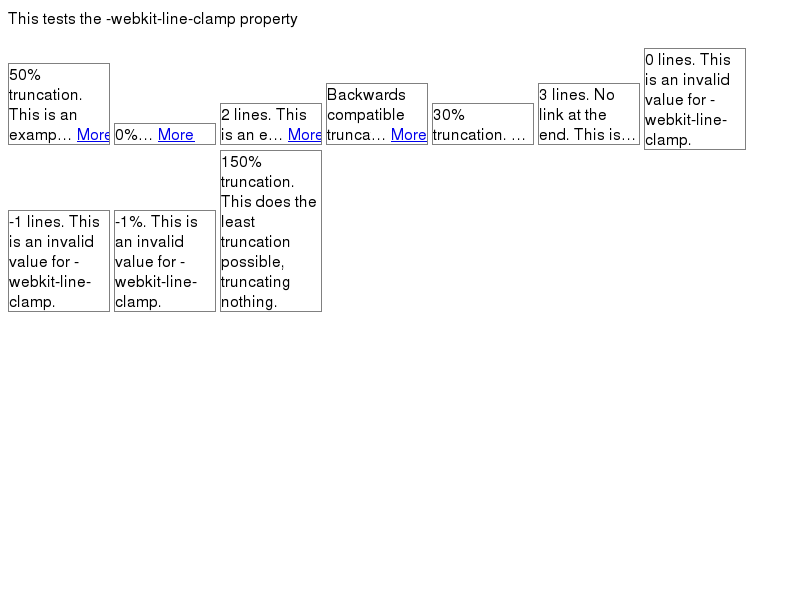 This tests the -webkit-line-clamp property
50%
truncation.
This is an
examp… More
0%… More
2 lines. This
is an e… More
Backwards
compatible
trunca… More
30%
truncation. …
3 lines. No
link at the
end. This is…
0 lines. This
is an invalid
value for -
webkit-line-
clamp.
-1 lines. This
is an invalid
value for -
webkit-line-
clamp.
-1%. This is
an invalid
value for -
webkit-line-
clamp.
150%
truncation.
This does the
least
truncation
possible,
truncating
nothing.